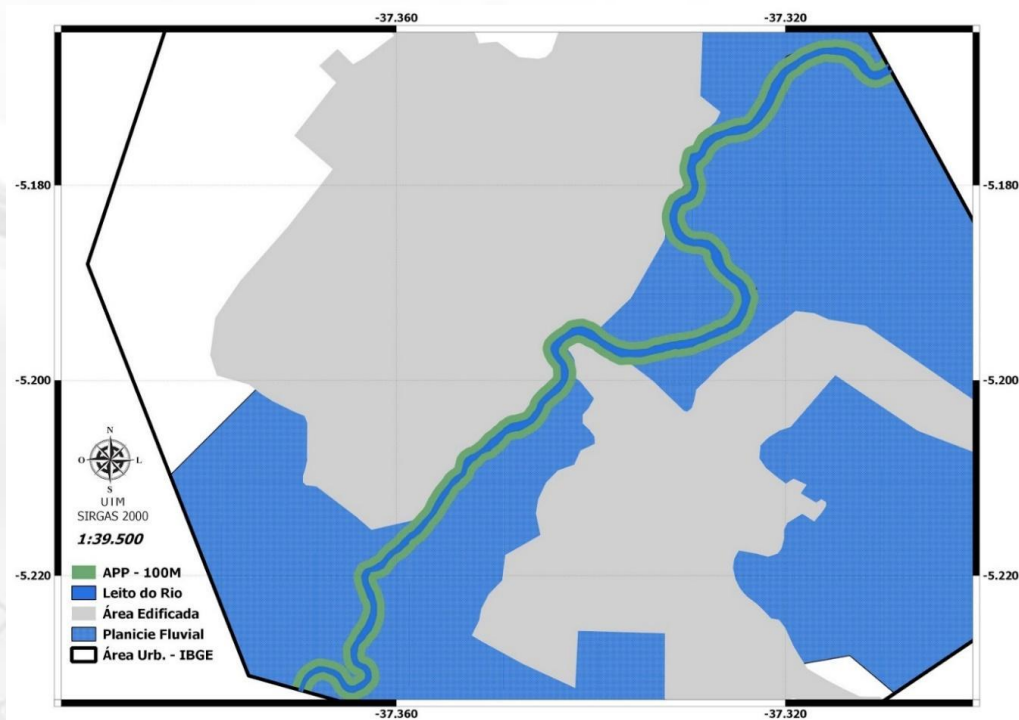 -37.360 -37.320
-5.180 -5.180
-5.200 -5.200
N
O L
S
UIM
SIRGAS 2000
1:39.500
-5.220 -5.220
APP - 100M
Leito do Rio
Área Edificada
Planicie Fluvial
Área Urb. - IBGE
-37.360 -37.320